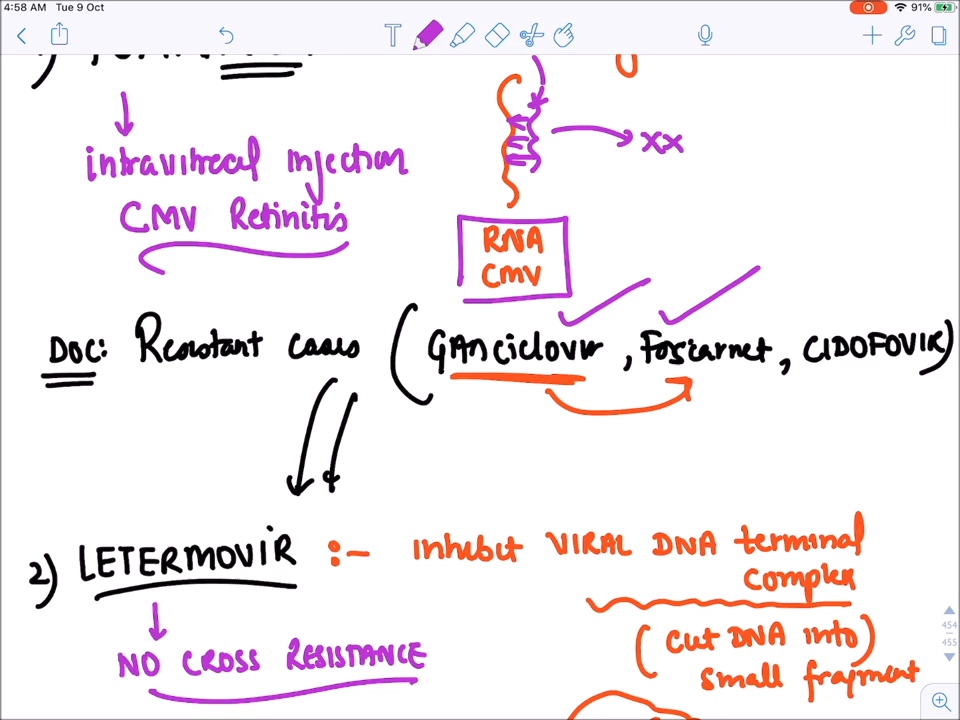 4:58 AM Tue 9 Oct
91%
T
intravitreal injection
CMV Retinitis
XX
RNA
CMV
DOC: Resistant cases (GANciclovir, Foscarnet, CIDOFOVIR)
2) LETERMOVIR :- inhibit VIRAL DNA terminal
complex
(cut DNA into)
small fragment
NO CROSS RESISTANCE
454
455